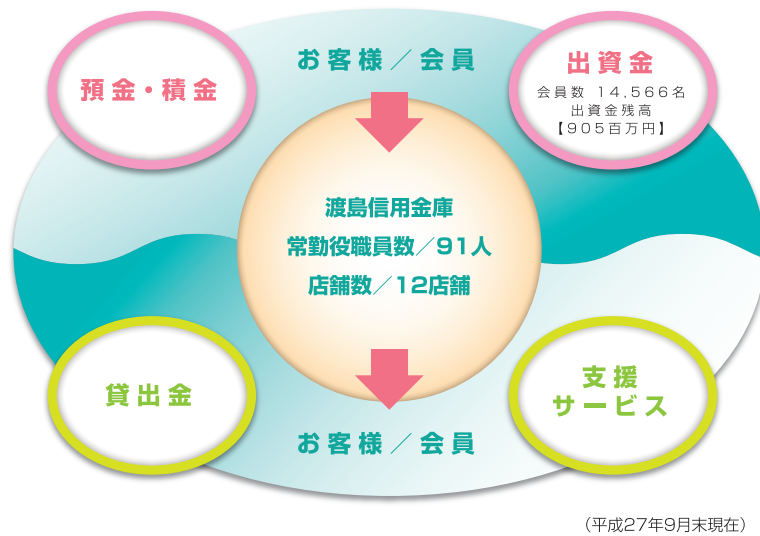 お客様／会員
預金・積金
出資金
会員数 14,566名
出資金残高
【905百万円】
渡島信用金庫
常勤役職員数／91人
店舗数／12店舗
貸出金
支援
サービス
お客様／会員
（平成27年9月末現在）